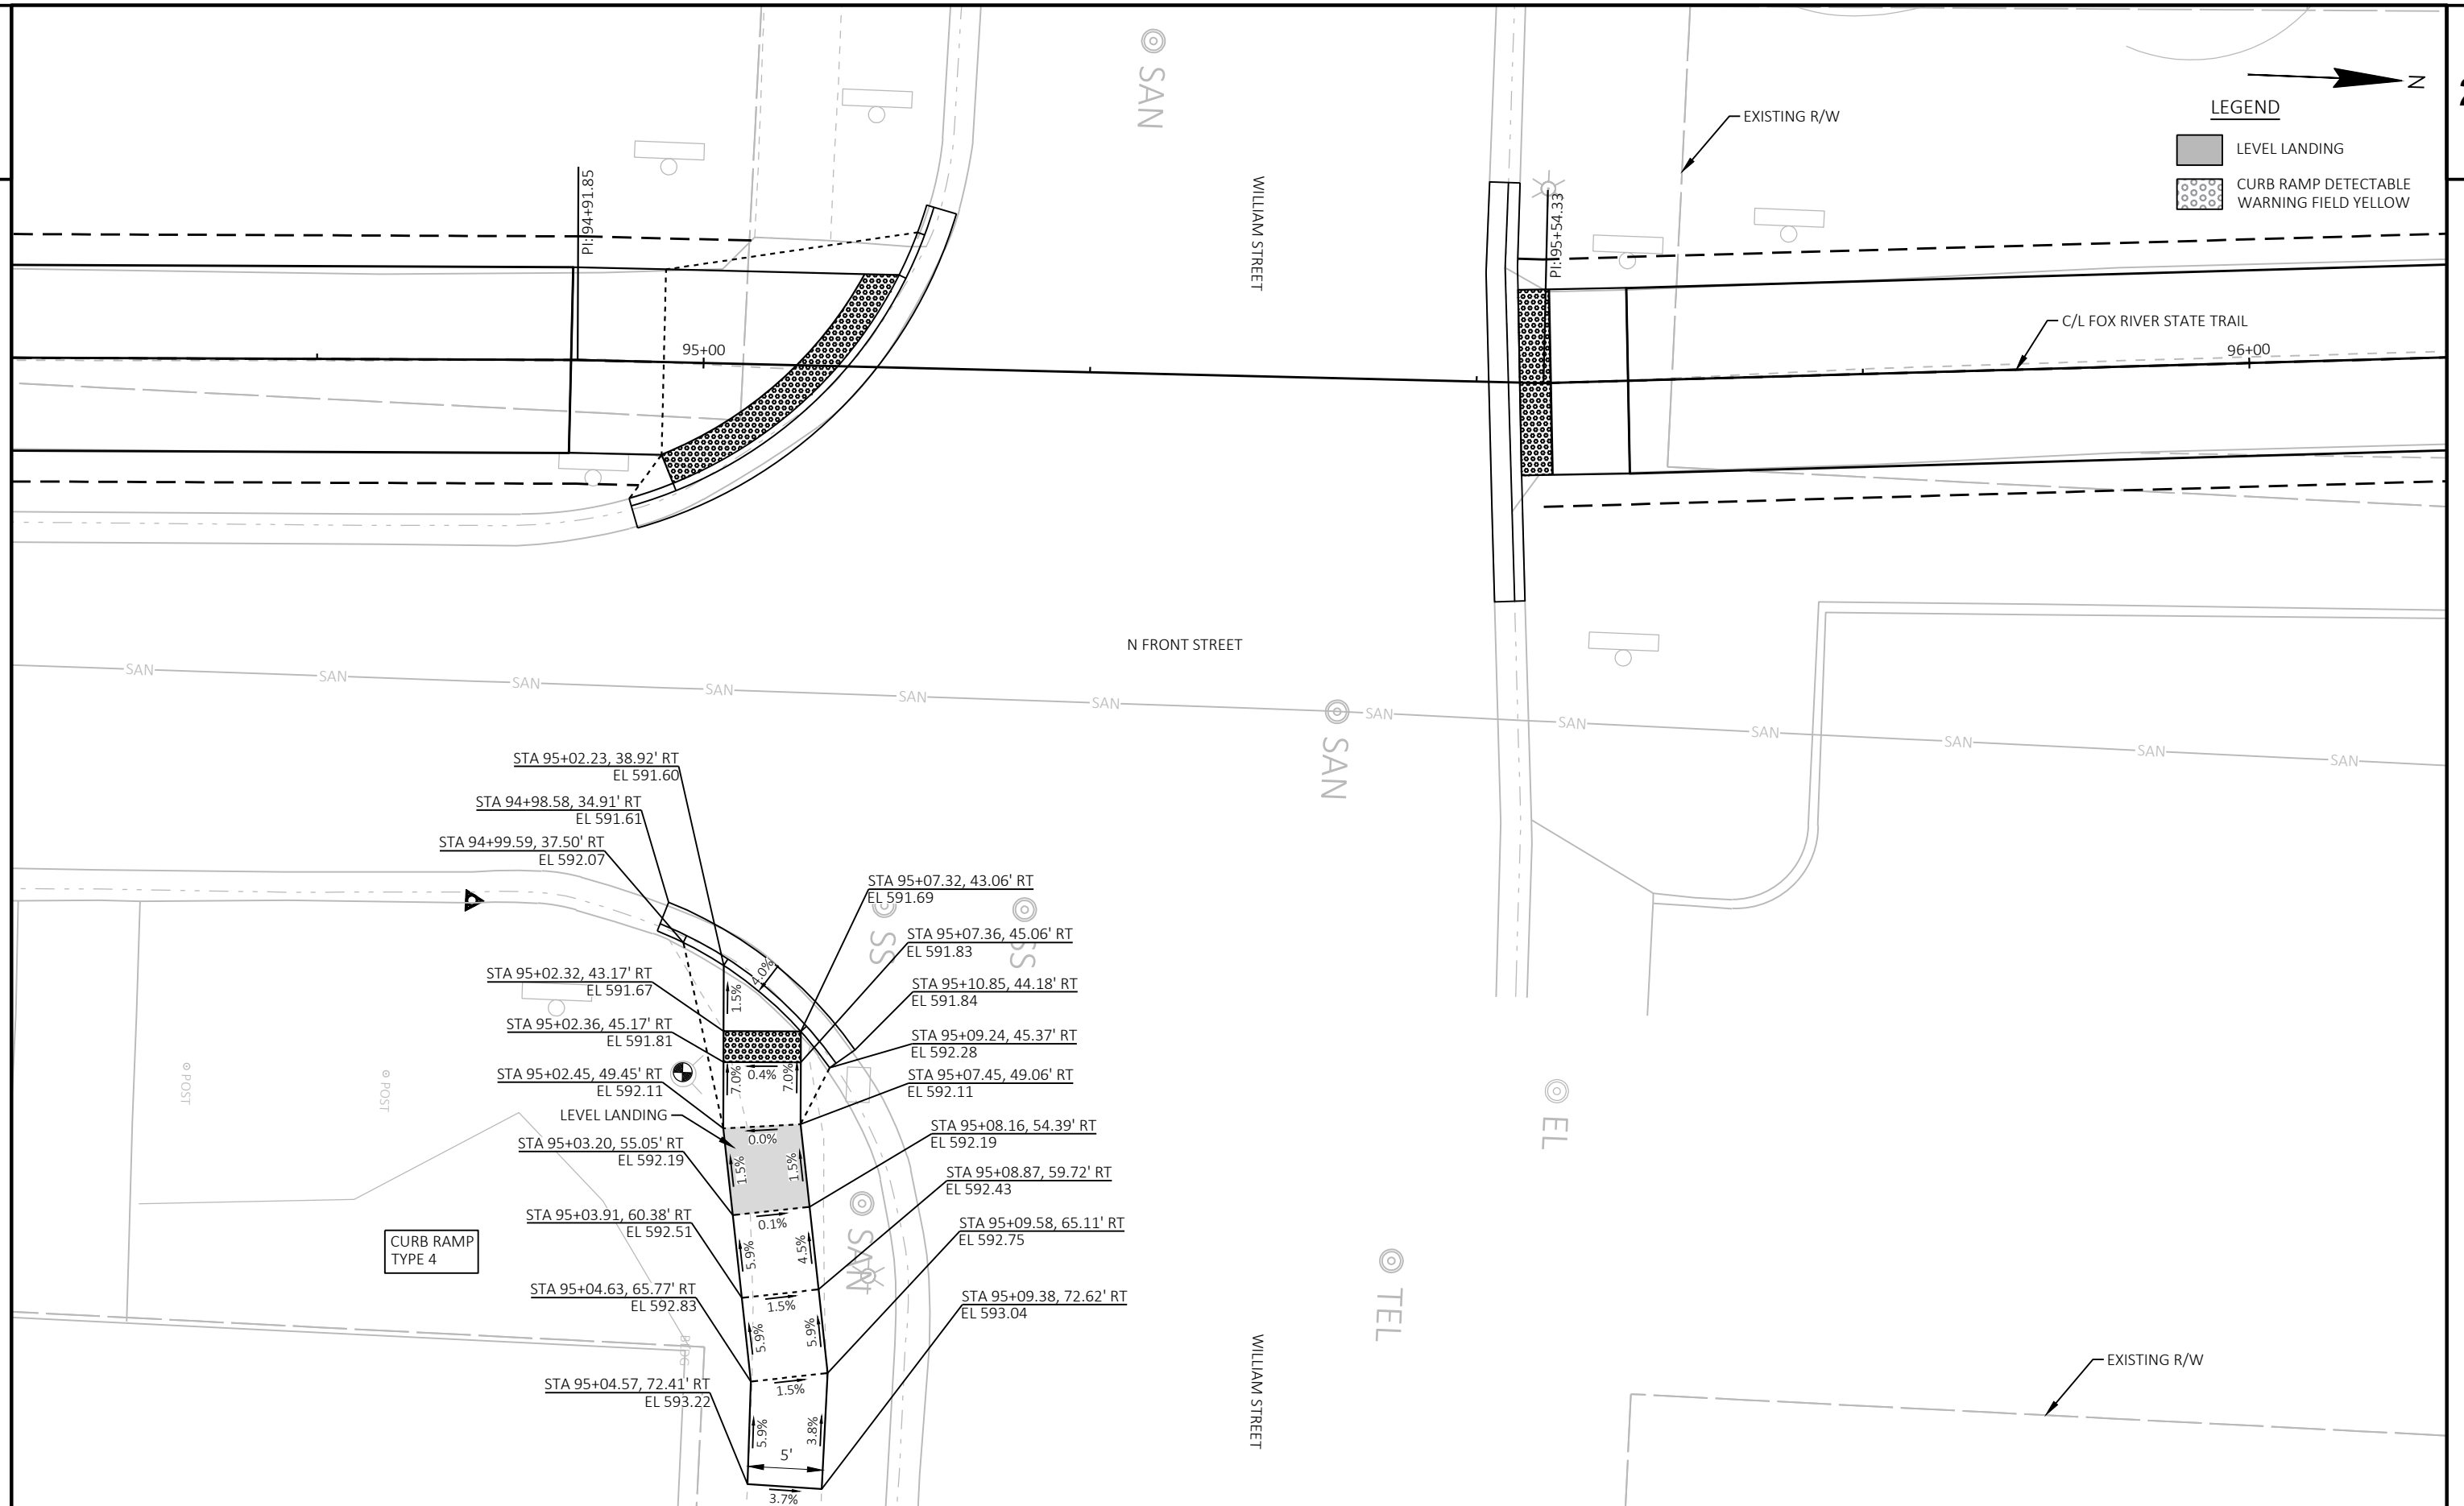 SAN
N
LEGEND
LEVEL LANDING
CURB RAMP DETECTABLE
WARNING FIELD YELLOW
EXISTING R/W
PI: 94+91.85
WILLIAM STREET
PI: 95+54.33
C/L FOX RIVER STATE TRAIL
95+00
96+00
N FRONT STREET
SAN
SAN
SAN
SAN
SAN
SAN
SAN
SAN
SAN
SAN
SAN
SAN
SAN
STA 95+02.23, 38.92' RT
EL 591.60
STA 94+98.58, 34.91' RT
EL 591.61
STA 94+99.59, 37.50' RT
EL 592.07
STA 95+02.32, 43.17' RT
EL 591.67
STA 95+02.36, 45.17' RT
EL 591.81
STA 95+02.45, 49.45' RT
EL 592.11
LEVEL LANDING
STA 95+03.20, 55.05' RT
EL 592.19
STA 95+03.91, 60.38' RT
EL 592.51
STA 95+04.63, 65.77' RT
EL 592.83
STA 95+04.57, 72.41' RT
EL 593.22
STA 95+07.32, 43.06' RT
EL 591.69
STA 95+07.36, 45.06' RT
EL 591.83
STA 95+10.85, 44.18' RT
EL 591.84
STA 95+09.24, 45.37' RT
EL 592.28
STA 95+07.45, 49.06' RT
EL 592.11
STA 95+08.16, 54.39' RT
EL 592.19
STA 95+08.87, 59.72' RT
EL 592.43
STA 95+09.58, 65.11' RT
EL 592.75
STA 95+09.38, 72.62' RT
EL 593.04
4.0%
1.5%
7.0%
0.4%
7.0%
0.0%
1.5%
1.5%
0.1%
5.9%
4.5%
1.5%
5.9%
5.9%
1.5%
5.9%
3.8%
5'
3.7%
SS
SS
SAN
POST
POST
CURB RAMP
TYPE 4
EL
TEL
WILLIAM STREET
EXISTING R/W